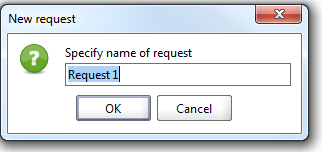 New request
Specify name of request
Request 1
OK Cancel